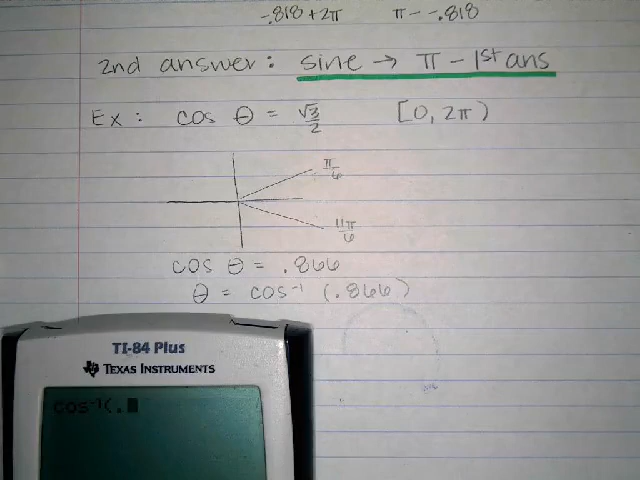 -.818 + 2π π - -.818
2nd answer: sine → π - 1st ans
Ex: cos θ = √3/2 [0, 2π)
π/6
11π/6
cos θ = .866
θ = cos⁻¹ (.866)
TI-84 Plus
TEXAS INSTRUMENTS
cos⁻¹(.